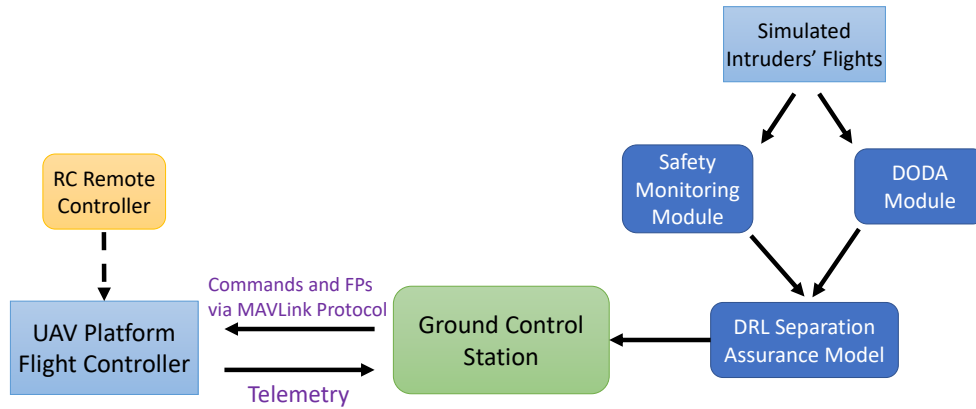 Simulated
Intruders' Flights
Safety
Monitoring
Module
DODA
Module
RC Remote
Controller
Commands and FPs
via MAVLink Protocol
UAV Platform
Flight Controller
Ground Control
Station
DRL Separation
Assurance Model
Telemetry